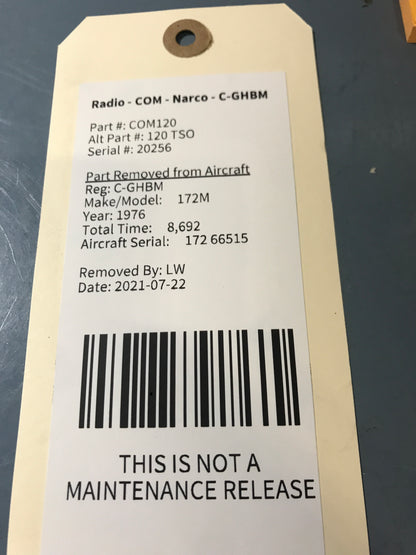 Radio - COM - Narco - C-GHBM
Part #: COM120
Alt Part #: 120 TSO
Serial #: 20256
Part Removed from Aircraft
Reg: C-GHBM
Make/Model: 172M
Year: 1976
Total Time: 8,692
Aircraft Serial: 172 66515
Removed By: LW
Date: 2021-07-22
THIS IS NOT A
MAINTENANCE RELEASE